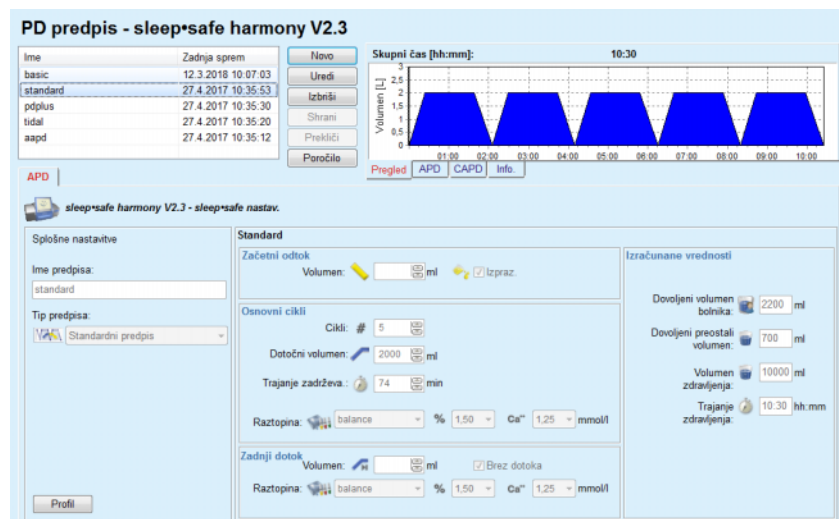 PD predpis - sleep•safe harmony V2.3
Ime Zadnja sprem
basic 12.3.2018 10:07:03
standard 27.4.2017 10:35:53
pdplus 27.4.2017 10:35:30
tidal 27.4.2017 10:35:20
aapd 27.4.2017 10:35:12
Novo
Uredi
Izbriši
Shrani
Prekliči
Poročilo
Skupni čas [hh:mm]: 10:30
Volumen [L]
3
2,5
2
1,5
1
0,5
0
01:00 02:00 03:00 04:00 05:00 06:00 07:00 08:00 09:00 10:00
Pregled APD CAPD Info.
APD
sleep•safe harmony V2.3 - sleep•safe nastav.
Splošne nastavitve
Ime predpisa:
standard
Tip predpisa:
Standardni predpis
Profil
Standard
Začetni odtok
Volumen: ml Izpraz.
Osnovni cikli
Cikli: # 5
Dotočni volumen: 2000 ml
Trajanje zadrževa.: 74 min
Raztopina: balance % 1,50 Ca⁺⁺ 1,25 mmol/l
Zadnji dotok
Volumen: ml Brez dotoka
Raztopina: balance % 1,50 Ca⁺⁺ 1,25 mmol/l
Izračunane vrednosti
Dovoljeni volumen
bolnika: 2200 ml
Dovoljeni preostali
volumen: 700 ml
Volumen
zdravljenja: 10000 ml
Trajanje
zdravljenja: 10:30 hh:mm